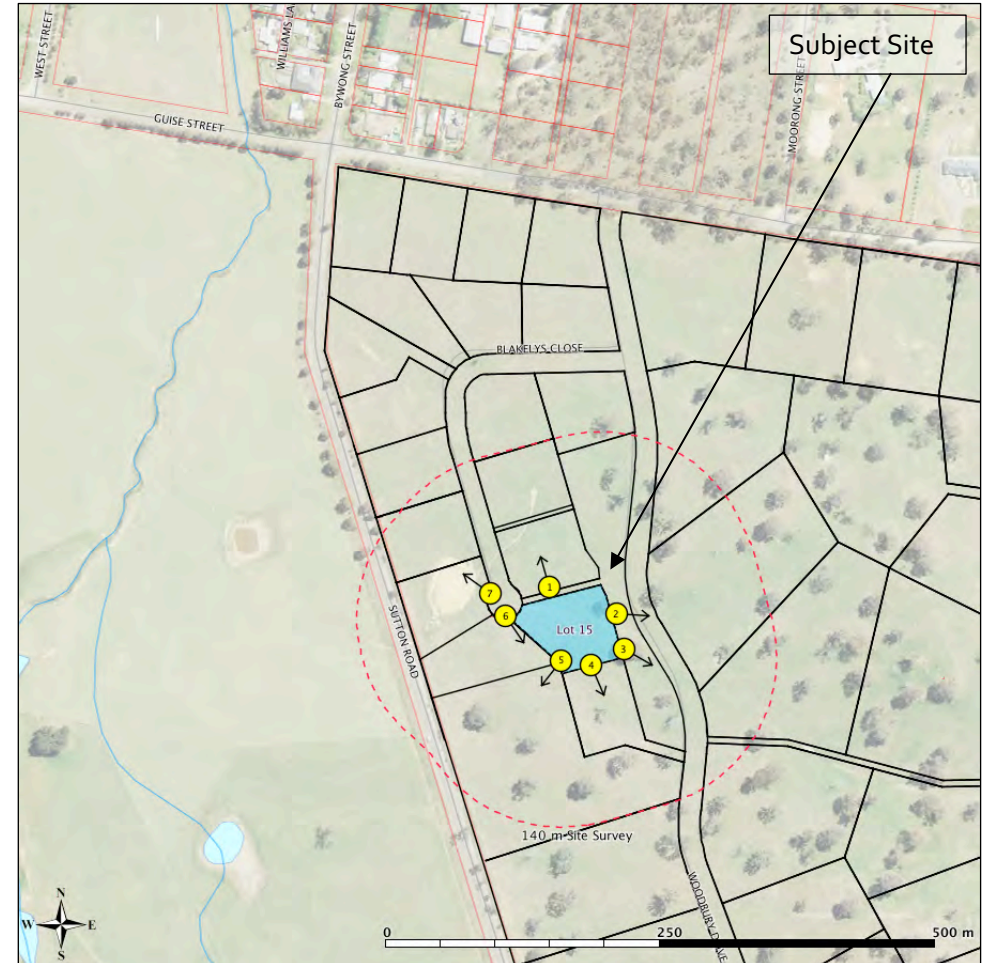 Subject Site
WEST STREET
WILLIAMS LA
BYWONG STREET
MOORONG STREET
GUISE STREET
BLAKELYS CLOSE
1
7
6
2
Lot 15
3
5
4
SUTTON ROAD
140 m Site Survey
WOODBURY DRIVE
N
W
E
S
0
250
500 m